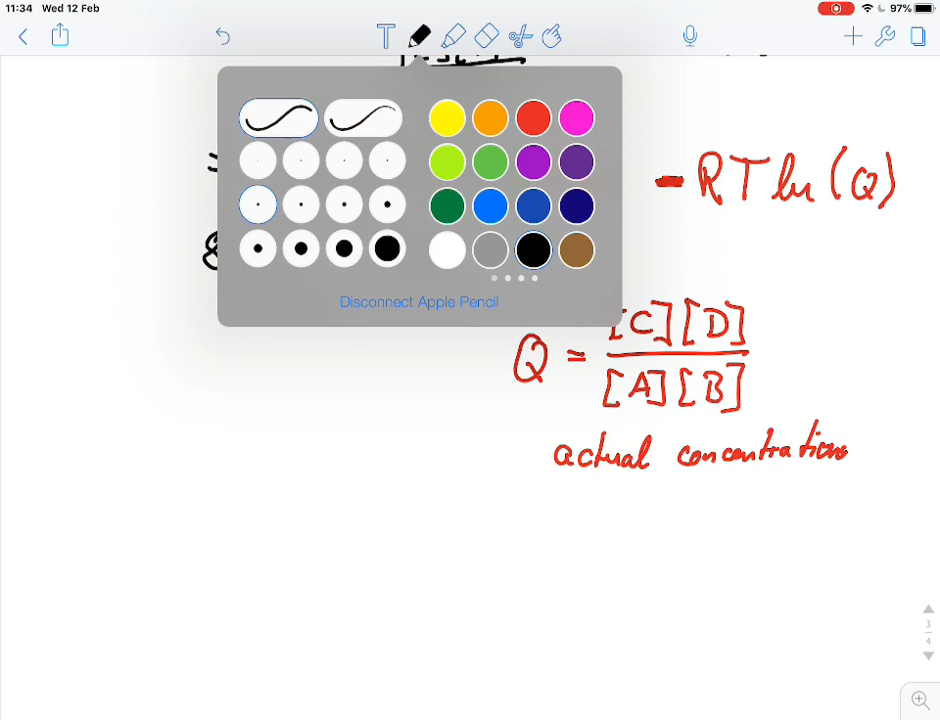 11:34 Wed 12 Feb 97%
T
- RT ln (Q)
Disconnect Apple Pencil
Q = [C][D] / [A][B]
actual concentrations
3
4